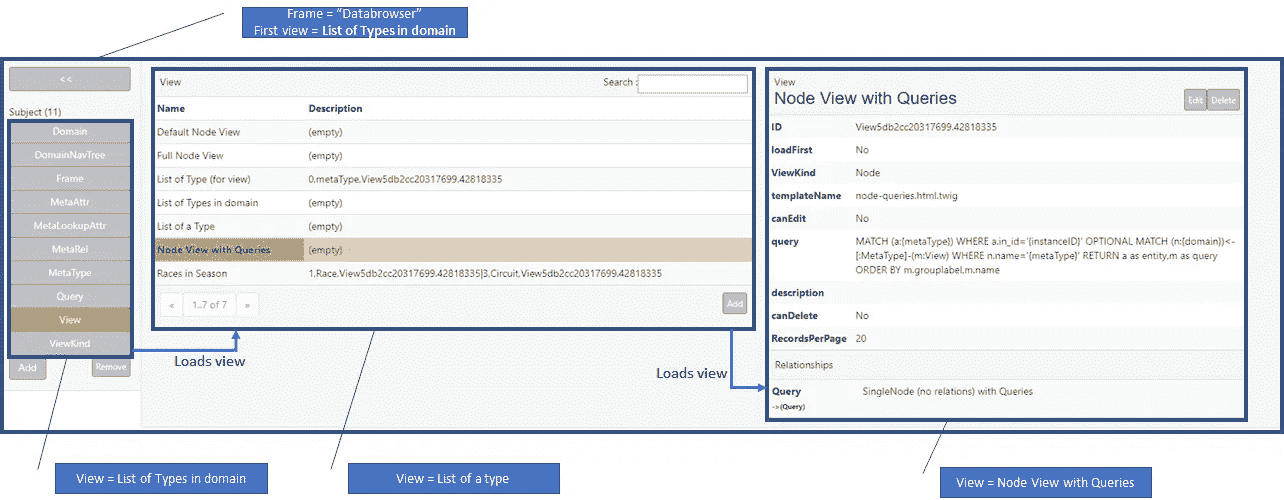 Frame = “Databrowser”
First view = List of Types in domain
<<
Subject (11)
Domain
DomainNavTree
Frame
MetaAttr
MetaLookupAttr
MetaRel
MetaType
Query
View
ViewKind
Add
Remove
View
Search :
Name Description
Default Node View (empty)
Full Node View (empty)
List of Type (for view) 0,metaType,View5db2cc20317699.42818335
List of Types in domain (empty)
List of a Type (empty)
Node View with Queries (empty)
Races in Season 1,Race,View5db2cc20317699.42818335|3,Circuit,View5db2cc20317699.42818335
« 1..7 of 7 »
Add
Loads view
Loads view
View
Node View with Queries
Edit Delete
ID View5db2cc20317699.42818335
loadFirst No
ViewKind Node
templateName node-queries.html.twig
canEdit No
query MATCH (a:{metaType}) WHERE a.in_id='{instanceID}' OPTIONAL MATCH (n:{domain})<-
[:MetaType]-(m:View) WHERE n.name='{metaType}' RETURN a as entity,m as query
ORDER BY m.grouplabel,m.name
description
canDelete No
RecordsPerPage 20
Relationships
Query SingleNode (no relations) with Queries
->(Query)
View = List of Types in domain
View = List of a type
View = Node View with Queries